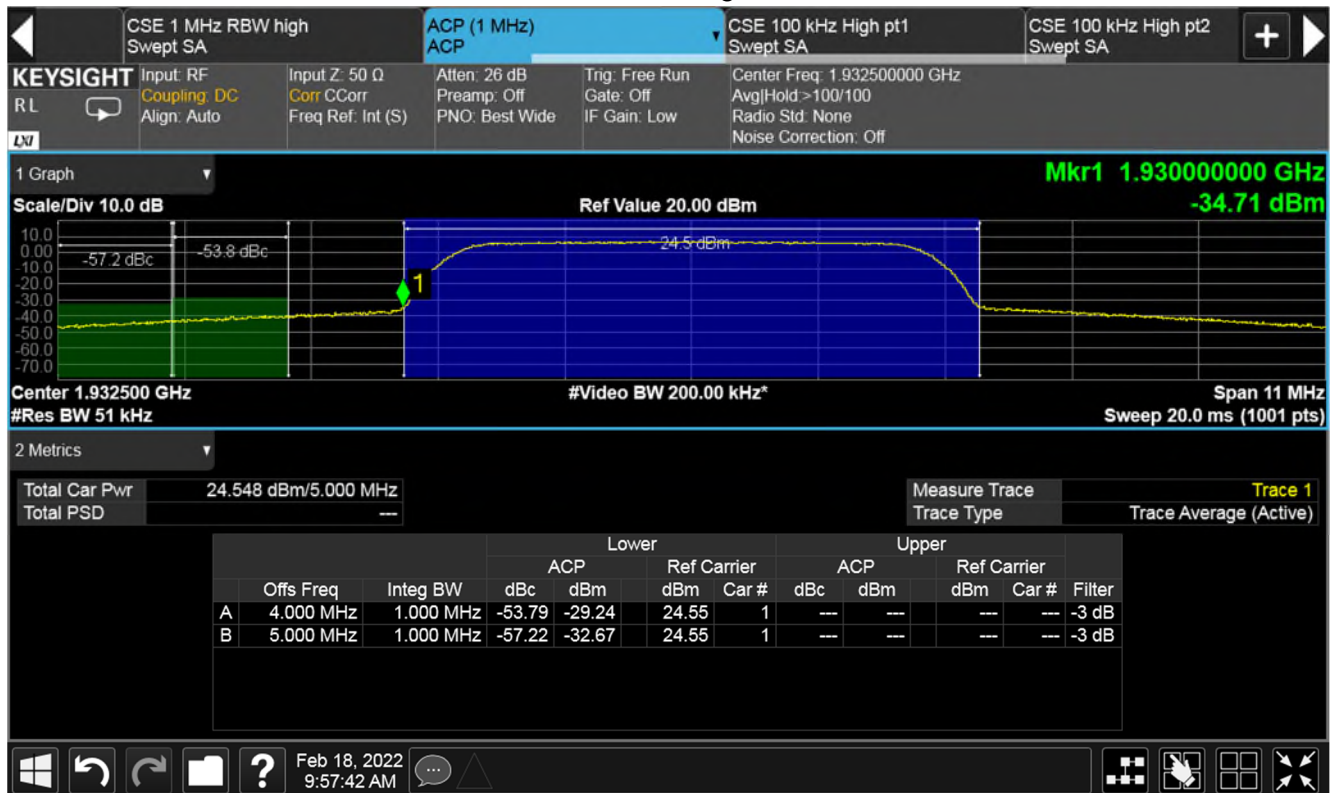 CSE 1 MHz RBW high
Swept SA
ACP (1 MHz)
ACP
CSE 100 kHz High pt1
Swept SA
CSE 100 kHz High pt2
Swept SA
KEYSIGHT
RL
LXI
Input: RF
Coupling: DC
Align: Auto
Input Z: 50 Ω
Corr CCorr
Freq Ref: Int (S)
Atten: 26 dB
Preamp: Off
PNO: Best Wide
Trig: Free Run
Gate: Off
IF Gain: Low
Center Freq: 1.932500000 GHz
Avg|Hold:>100/100
Radio Std: None
Noise Correction: Off
1 Graph
Mkr1 1.930000000 GHz
-34.71 dBm
Scale/Div 10.0 dB
Ref Value 20.00 dBm
10.0
0.00
-10.0
-20.0
-30.0
-40.0
-50.0
-60.0
-70.0
-57.2 dBc
-53.8 dBc
24.5 dBm
1
Center 1.932500 GHz
#Video BW 200.00 kHz*
Span 11 MHz
#Res BW 51 kHz
Sweep 20.0 ms (1001 pts)
2 Metrics
Total Car Pwr 24.548 dBm/5.000 MHz
Total PSD ---
Measure Trace Trace 1
Trace Type Trace Average (Active)
Lower Upper
ACP Ref Carrier ACP Ref Carrier
Offs Freq Integ BW dBc dBm dBm Car # dBc dBm dBm Car # Filter
A 4.000 MHz 1.000 MHz -53.79 -29.24 24.55 1 --- --- --- --- -3 dB
B 5.000 MHz 1.000 MHz -57.22 -32.67 24.55 1 --- --- --- --- -3 dB
Feb 18, 2022
9:57:42 AM